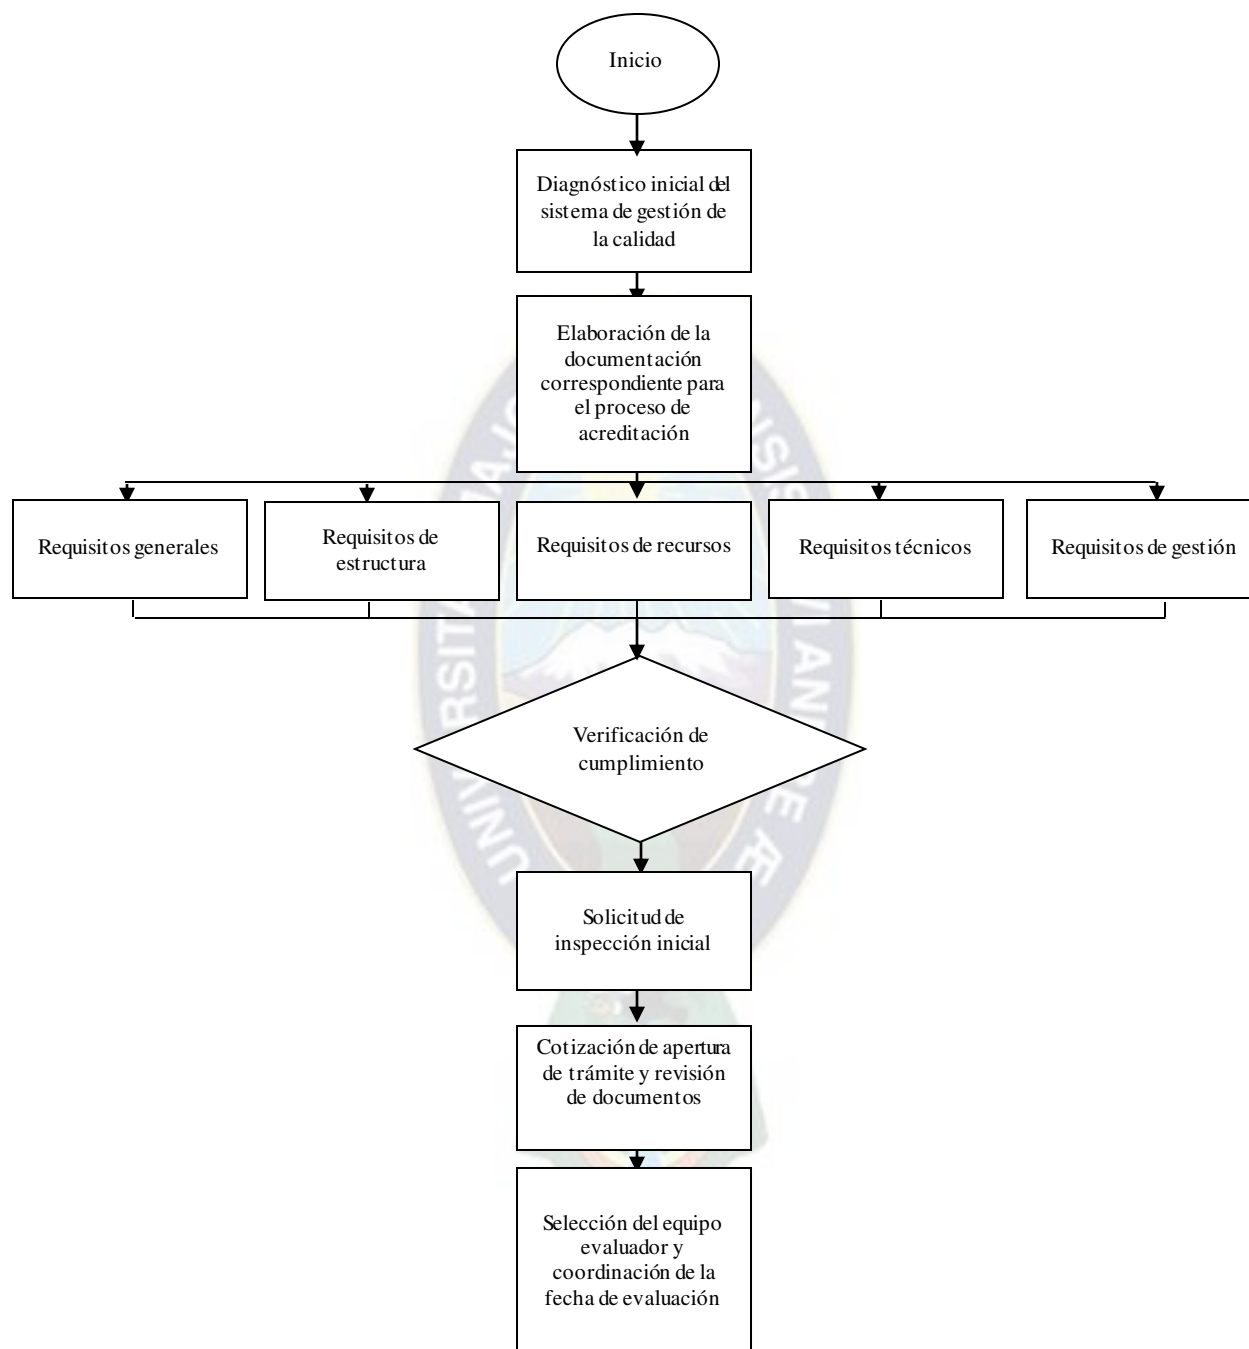 Inicio
Diagnóstico inicial del
sistema de gestión de
la calidad
Elaboración de la
documentación
correspondiente para
el proceso de
acreditación
Requisitos generales
Requisitos de
estructura
Requisitos de recursos
Requisitos técnicos
Requisitos de gestión
Verificación de
cumplimiento
Solicitud de
inspección inicial
Cotización de apertura
de trámite y revisión
de documentos
Selección del equipo
evaluador y
coordinación de la
fecha de evaluación